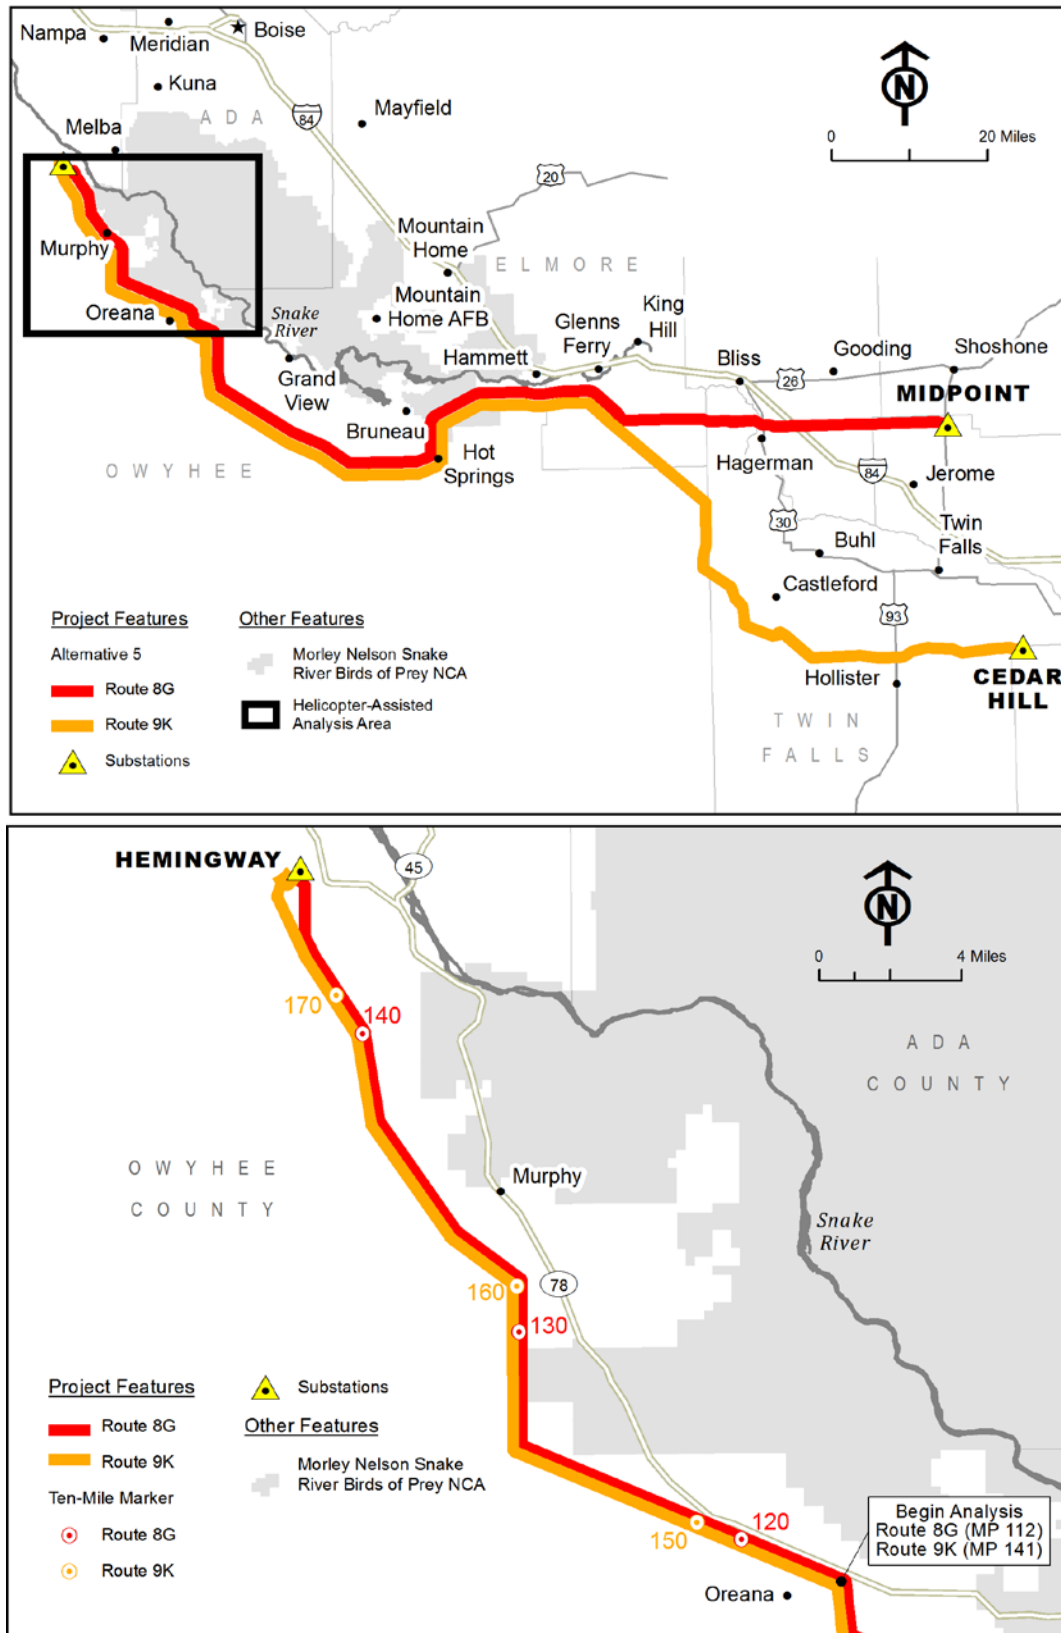 Nampa
Meridian
Boise
Kuna
ADA
84
Mayfield
N
0 20 Miles
Melba
20
Mountain
Home
ELMORE
Murphy
Mountain
Home AFB
King
Hill
Oreana
Snake
River
Glenns
Ferry
Hammett
Bliss
Gooding
Shoshone
26
Grand
View
MIDPOINT
Bruneau
OWYHEE
Hot
Springs
Hagerman
84
Jerome
30
Twin
Falls
Buhl
Castleford
93
Hollister
CEDAR
HILL
TWIN
FALLS
Project Features
Alternative 5
Route 8G
Route 9K
Substations
Other Features
Morley Nelson Snake
River Birds of Prey NCA
Helicopter-Assisted
Analysis Area
HEMINGWAY
45
N
0 4 Miles
170
140
ADA
COUNTY
OWYHEE
COUNTY
Murphy
Snake
River
160
78
130
Project Features
Route 8G
Route 9K
Ten-Mile Marker
Route 8G
Route 9K
Substations
Other Features
Morley Nelson Snake
River Birds of Prey NCA
150
120
Begin Analysis
Route 8G (MP 112)
Route 9K (MP 141)
Oreana